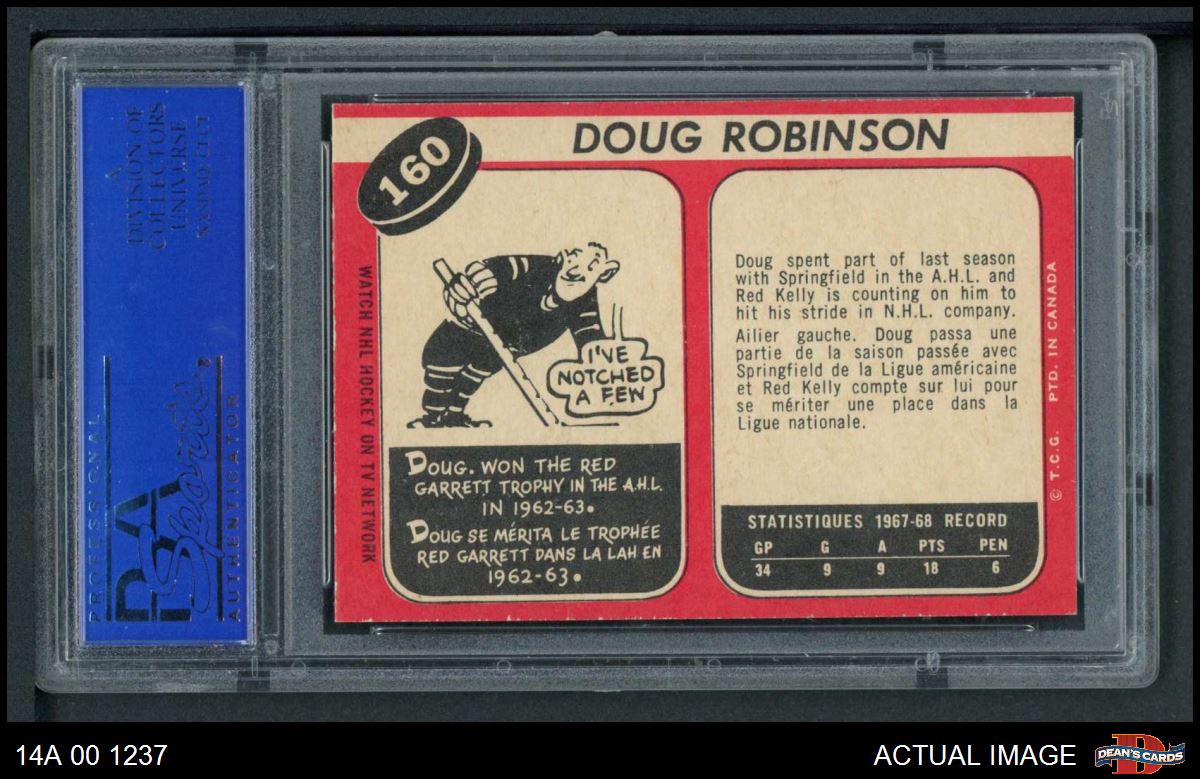 A
DIVISION OF
COLLECTORS
UNIVERSE
NASDAQ: CLCT
PROFESSIONAL
PSA
Sports®
AUTHENTICATOR
160
DOUG ROBINSON
WATCH NHL HOCKEY ON TV NETWORK
I'VE
NOTCHED
A FEW
DOUG. WON THE RED
GARRETT TROPHY IN THE A.H.L.
IN 1962-63.
DOUG SE MÉRITA LE TROPHÉE
RED GARRETT DANS LA LAH EN
1962-63.
Doug spent part of last season
with Springfield in the A.H.L. and
Red Kelly is counting on him to
hit his stride in N.H.L. company.
Ailier gauche. Doug passa une
partie de la saison passée avec
Springfield de la Ligue américaine
et Red Kelly compte sur lui pour
se mériter une place dans la
Ligue nationale.
STATISTIQUES 1967-68 RECORD
GP G A PTS PEN
34 9 9 18 6
© T.C.G. PTD. IN CANADA
14A 00 1237
ACTUAL IMAGE
D
DEAN'S CARDS